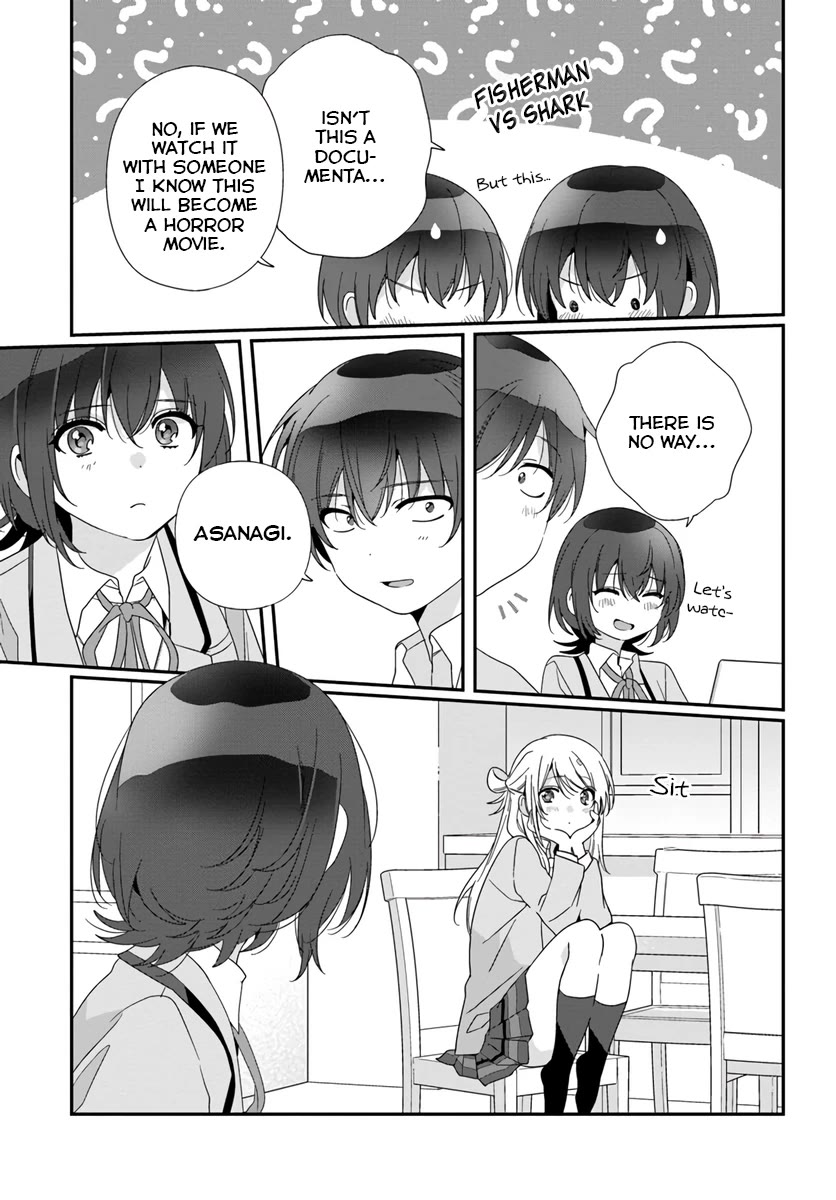 FISHERMAN
VS SHARK
But this...
ISN'T
THIS A
DOCU-
MENTA...
NO, IF WE
WATCH IT
WITH SOMEONE
I KNOW THIS
WILL BECOME
A HORROR
MOVIE.
THERE IS
NO WAY...
Let's
watc-
ASANAGI.
Sit